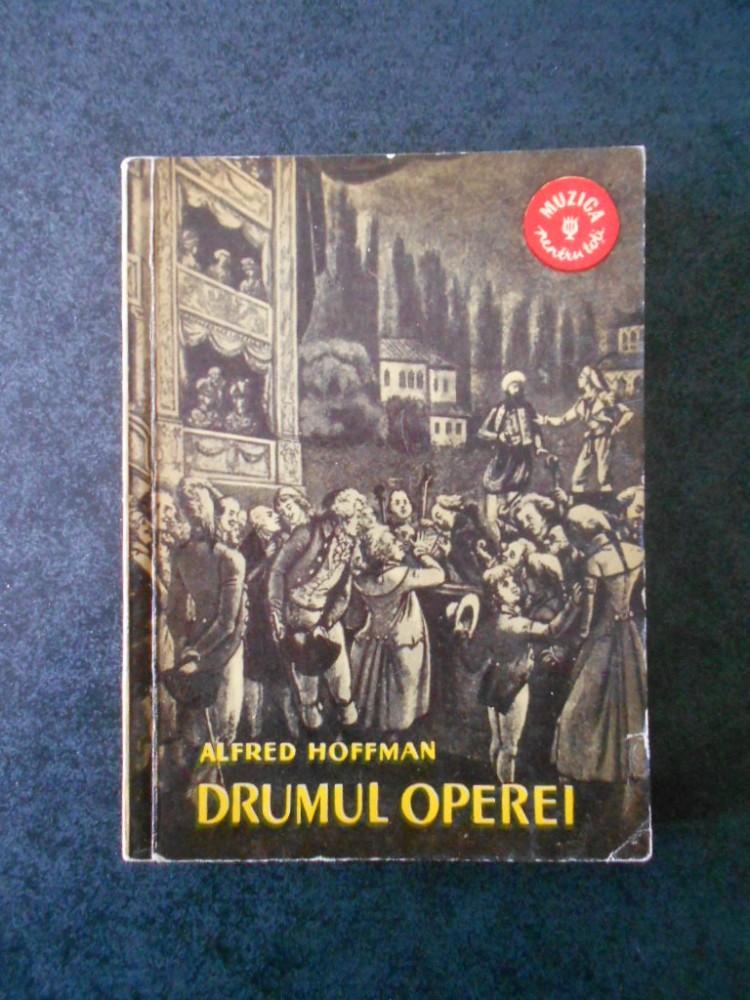 MUZICA
pentru toți
ALFRED HOFFMAN
DRUMUL OPEREI